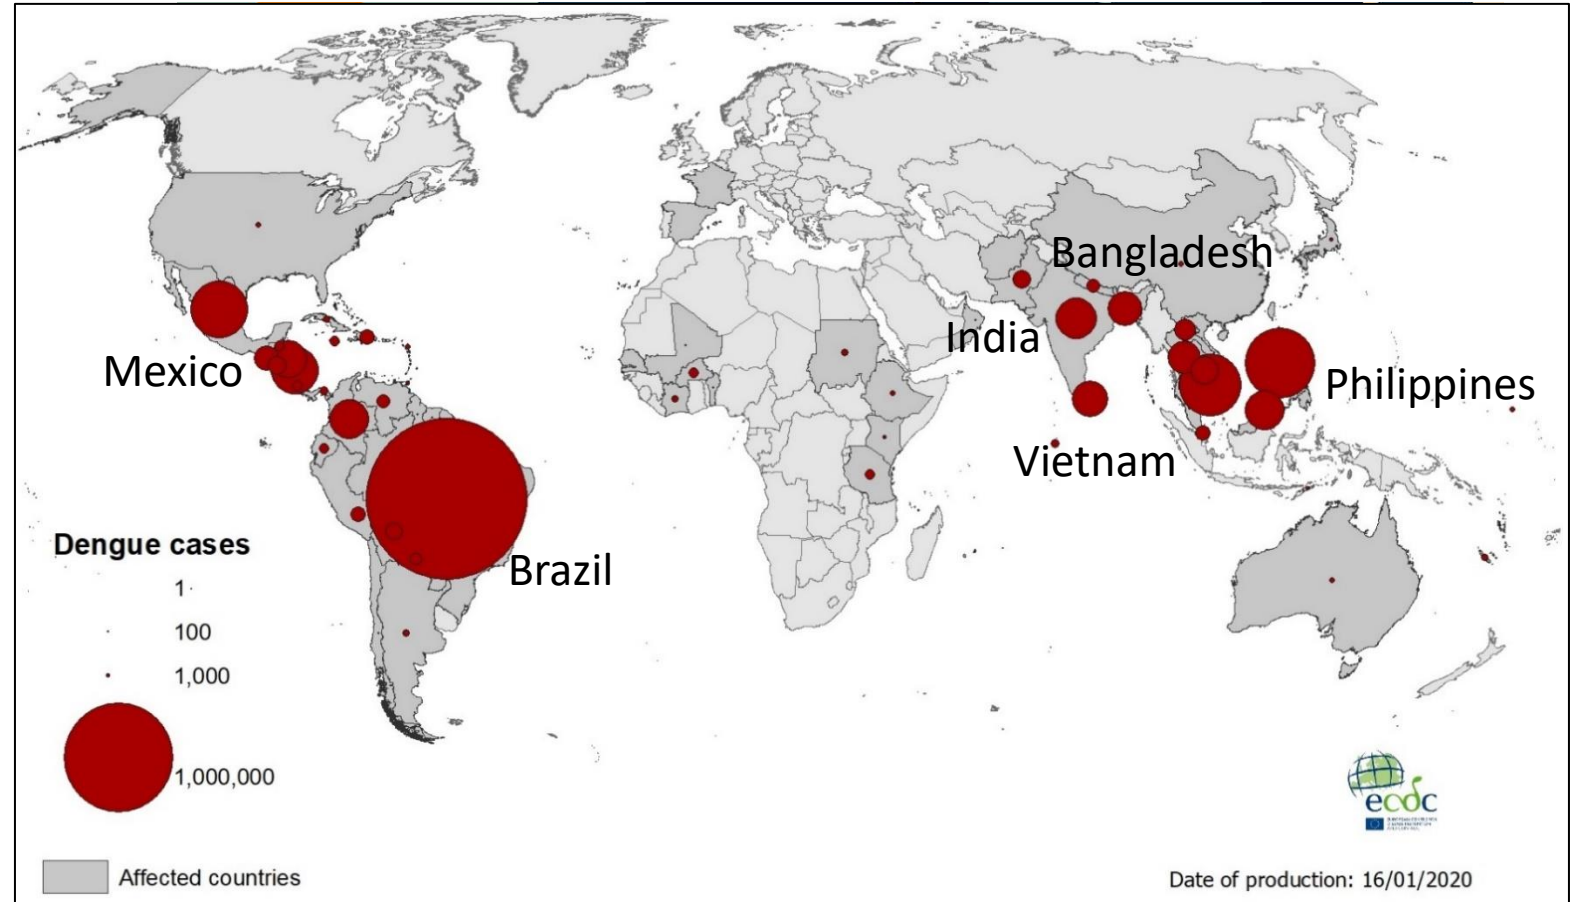 Bangladesh
India
Mexico
Philippines
Vietnam
Brazil
Dengue cases
1
100
1,000
1,000,000
ecdc
Affected countries
Date of production: 16/01/2020